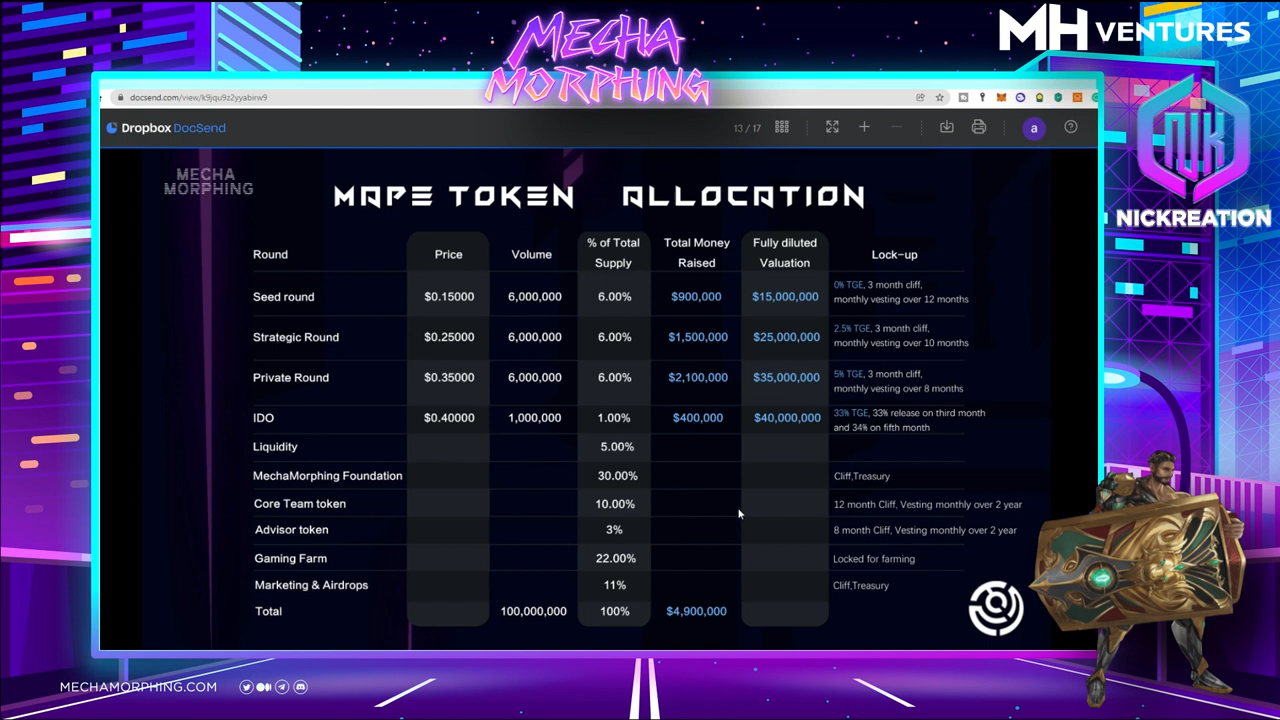 MECHA
MORPHING
MH VENTURES
docsend.com/view/k9jqu9z2yyabirw9
Dropbox DocSend
13 / 17
a
NIK
NICKREATION
MECHA
MORPHING
MAPE TOKEN ALLOCATION
Round Price Volume % of Total Supply Total Money Raised Fully diluted Valuation Lock-up
Seed round $0.15000 6,000,000 6.00% $900,000 $15,000,000 0% TGE, 3 month cliff,
monthly vesting over 12 months
Strategic Round $0.25000 6,000,000 6.00% $1,500,000 $25,000,000 2.5% TGE, 3 month cliff,
monthly vesting over 10 months
Private Round $0.35000 6,000,000 6.00% $2,100,000 $35,000,000 5% TGE, 3 month cliff,
monthly vesting over 8 months
IDO $0.40000 1,000,000 1.00% $400,000 $40,000,000 33% TGE, 33% release on third month
and 34% on fifth month
Liquidity 5.00%
MechaMorphing Foundation 30.00% Cliff,Treasury
Core Team token 10.00% 12 month Cliff, Vesting monthly over 2 year
Advisor token 3% 8 month Cliff, Vesting monthly over 2 year
Gaming Farm 22.00% Locked for farming
Marketing & Airdrops 11% Cliff,Treasury
Total 100,000,000 100% $4,900,000
MECHAMORPHING.COM